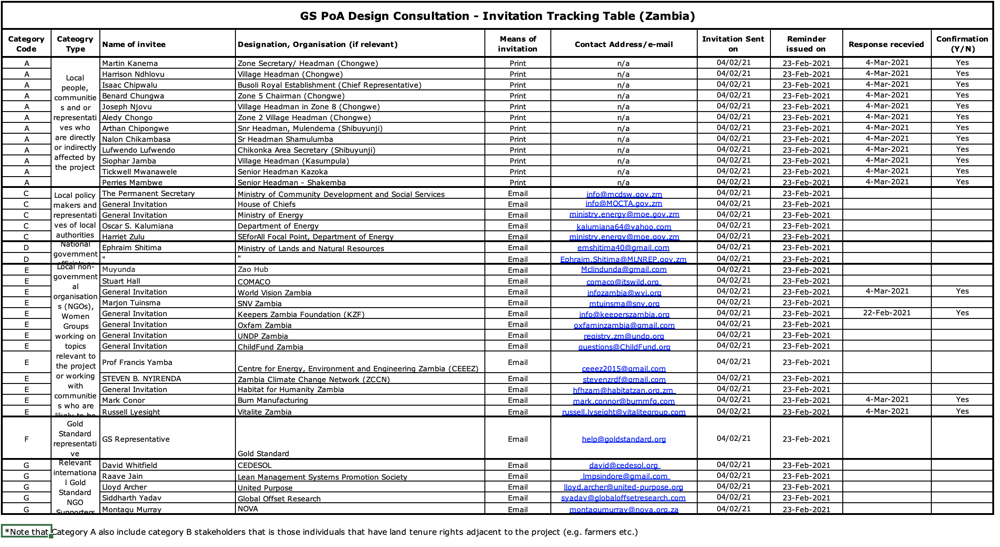 GS PoA Design Consultation - Invitation Tracking Table (Zambia)
Category Code | Cateogry Type | Name of invitee | Designation, Organisation (if relevant) | Means of invitation | Contact Address/e-mail | Invitation Sent on | Reminder issued on | Response recevied | Confirmation (Y/N)
Local people, communities and or representatives who are directly or indirectly affected by the project
A Martin Kanema Zone Secretary/ Headman (Chongwe) Print n/a 04/02/21 23-Feb-2021 4-Mar-2021 Yes
A Harrison Ndhlovu Village Headman (Chongwe) Print n/a 04/02/21 23-Feb-2021 4-Mar-2021 Yes
A Isaac Chipwalu Busoli Royal Establishment (Chief Representative) Print n/a 04/02/21 23-Feb-2021 4-Mar-2021 Yes
A Benard Chungwa Zone 5 Chairman (Chongwe) Print n/a 04/02/21 23-Feb-2021 4-Mar-2021 Yes
A Joseph Njovu Village Headman in Zone 8 (Chongwe) Print n/a 04/02/21 23-Feb-2021 4-Mar-2021 Yes
A Aledy Chongo Zone 2 Village Headman (Chongwe) Print n/a 04/02/21 23-Feb-2021 4-Mar-2021 Yes
A Arthan Chipongwe Snr Headman, Mulendema (Shibuyunji) Print n/a 04/02/21 23-Feb-2021 4-Mar-2021 Yes
A Nalon Chikambasa Sr Headman Shamulumba Print n/a 04/02/21 23-Feb-2021 4-Mar-2021 Yes
A Lufwendo Lufwendo Chikonka Area Secretary (Shibuyunji) Print n/a 04/02/21 23-Feb-2021 4-Mar-2021 Yes
A Siophar Jamba Village Headman (Kasumpula) Print n/a 04/02/21 23-Feb-2021 4-Mar-2021 Yes
A Tickwell Mwanawele Senior Headman Kazoka Print n/a 04/02/21 23-Feb-2021 4-Mar-2021 Yes
A Perries Mambwe Senior Headman - Shakemba Print n/a 04/02/21 23-Feb-2021 4-Mar-2021 Yes
Local policy makers and representatives of local authorities
C The Permanent Secretary Ministry of Community Development and Social Services Email info@mcdsw.gov.zm 04/02/21 23-Feb-2021
C General Invitation House of Chiefs Email info@MOCTA.gov.zm 04/02/21 23-Feb-2021
C General Invitation Ministry of Energy Email ministry.energy@moe.gov.zm 04/02/21 23-Feb-2021
C Oscar S. Kalumiana Department of Energy Email kalumiana64@yahoo.com 04/02/21 23-Feb-2021
C Harriet Zulu SEforAll Focal Point, Department of Energy Email ministry.energy@moe.gov.zm 04/02/21 23-Feb-2021
National government officials or
D Ephraim Shitima Ministry of Lands and Natural Resources Email emshitima40@gmail.com 04/02/21 23-Feb-2021
D " " Email Ephraim.Shitima@MLNREP.gov.zm 04/02/21 23-Feb-2021
Local non-governmental organisations (NGOs), Women Groups working on topics relevant to the project or working with communities who are likely to be
E Muyunda Zao Hub Email Mclindunda@gmail.com 04/02/21 23-Feb-2021
E Stuart Hall COMACO Email comaco@itswild.org 04/02/21 23-Feb-2021
E General Invitation World Vision Zambia Email infozambia@wvi.org 04/02/21 23-Feb-2021 4-Mar-2021 Yes
E Marjon Tuinsma SNV Zambia Email mtuinsma@snv.org 04/02/21 23-Feb-2021
E General Invitation Keepers Zambia Foundation (KZF) Email info@keeperszambia.org 04/02/21 23-Feb-2021 22-Feb-2021 Yes
E General Invitation Oxfam Zambia Email oxfaminzambia@gmail.com 04/02/21 23-Feb-2021
E General Invitation UNDP Zambia Email registry.zm@undp.org 04/02/21 23-Feb-2021
E General Invitation ChildFund Zambia Email questions@ChildFund.org 04/02/21 23-Feb-2021
E Prof Francis Yamba Centre for Energy, Environment and Engineering Zambia (CEEEZ) Email ceeez2015@gmail.com 04/02/21 23-Feb-2021
E STEVEN B. NYIRENDA Zambia Climate Change Network (ZCCN) Email stevenzrdf@gmail.com 04/02/21 23-Feb-2021
E General Invitation Habitat for Humanity Zambia Email hfhzam@habitatzan.org.zm 04/02/21 23-Feb-2021
E Mark Conor Burn Manufacturing Email mark.connor@burnmfg.com 04/02/21 23-Feb-2021 4-Mar-2021 Yes
E Russell Lyesight Vitalite Zambia Email russell.lyseight@vitalitegroup.com 04/02/21 23-Feb-2021 4-Mar-2021 Yes
Gold Standard representative
F GS Representative Gold Standard Email help@goldstandard.org 04/02/21 23-Feb-2021
Relevant international Gold Standard NGO Supporters
G David Whitfield CEDESOL Email david@cedesol.org 04/02/21 23-Feb-2021
G Raave Jain Lean Management Systems Promotion Society Email lmpsindore@gmail.com 04/02/21 23-Feb-2021
G Lloyd Archer United Purpose Email lloyd.archer@united-purpose.org 04/02/21 23-Feb-2021
G Siddharth Yadav Global Offset Research Email syadav@globaloffsetresearch.com 04/02/21 23-Feb-2021
G Montagu Murray NOVA Email montagumurray@nova.org.za 04/02/21 23-Feb-2021
*Note that Category A also include category B stakeholders that is those individuals that have land tenure rights adjacent to the project (e.g. farmers etc.)